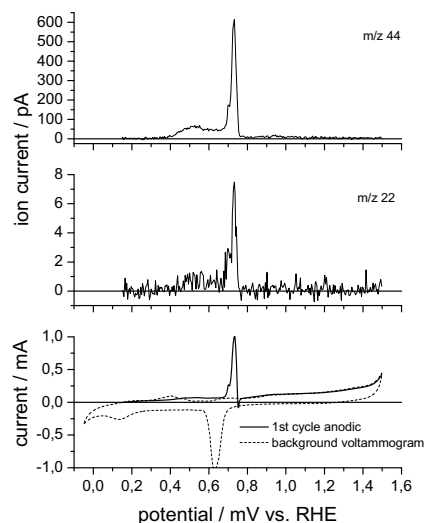 600
500
400
300
200
100
0
m/z 44
ion current / pA
8
6
4
2
0
m/z 22
1,0
0,5
0,0
-0,5
-1,0
current / mA
1st cycle anodic
background voltammogram
0,0 0,2 0,4 0,6 0,8 1,0 1,2 1,4 1,6
potential / mV vs. RHE